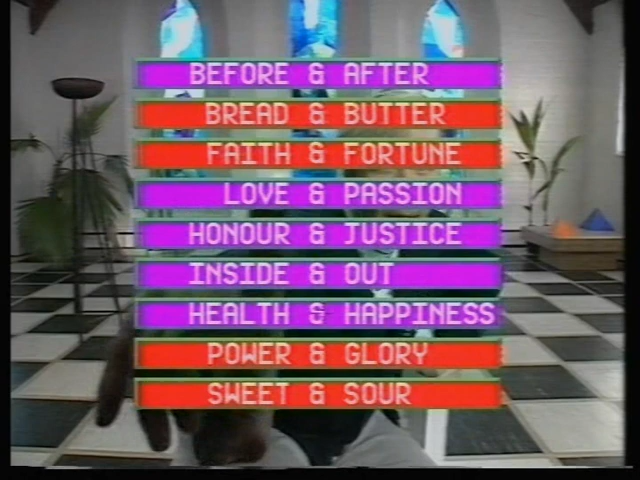 BEFORE & AFTER
BREAD & BUTTER
FAITH & FORTUNE
LOVE & PASSION
HONOUR & JUSTICE
INSIDE & OUT
HEALTH & HAPPINESS
POWER & GLORY
SWEET & SOUR